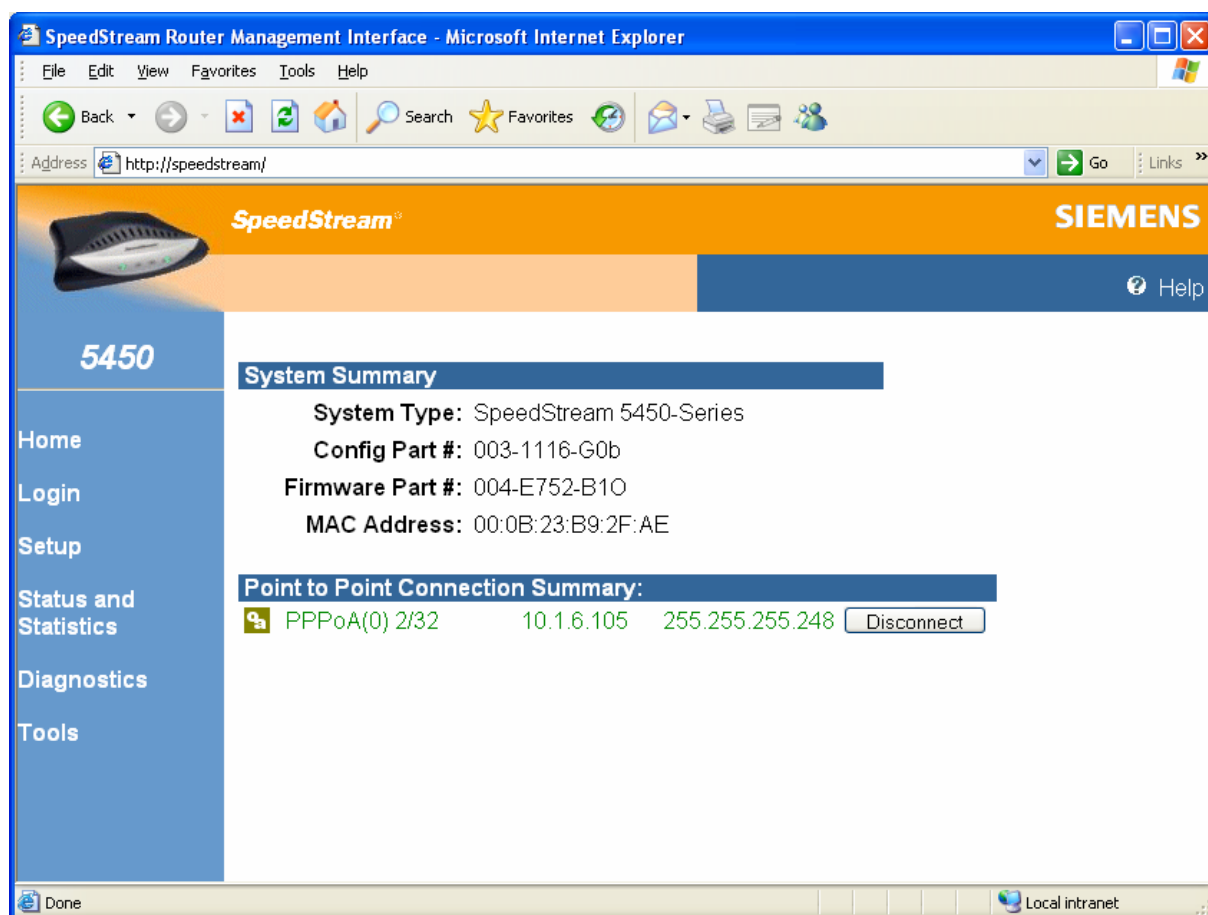 SpeedStream Router Management Interface - Microsoft Internet Explorer
File Edit View Favorites Tools Help
Back Search Favorites
Address http://speedstream/ Go Links »
SpeedStream® SIEMENS
? Help
5450
Home
Login
Setup
Status and
Statistics
Diagnostics
Tools
System Summary
System Type: SpeedStream 5450-Series
Config Part #: 003-1116-G0b
Firmware Part #: 004-E752-B1O
MAC Address: 00:0B:23:B9:2F:AE
Point to Point Connection Summary:
PPPoA(0) 2/32 10.1.6.105 255.255.255.248 Disconnect
Done Local intranet